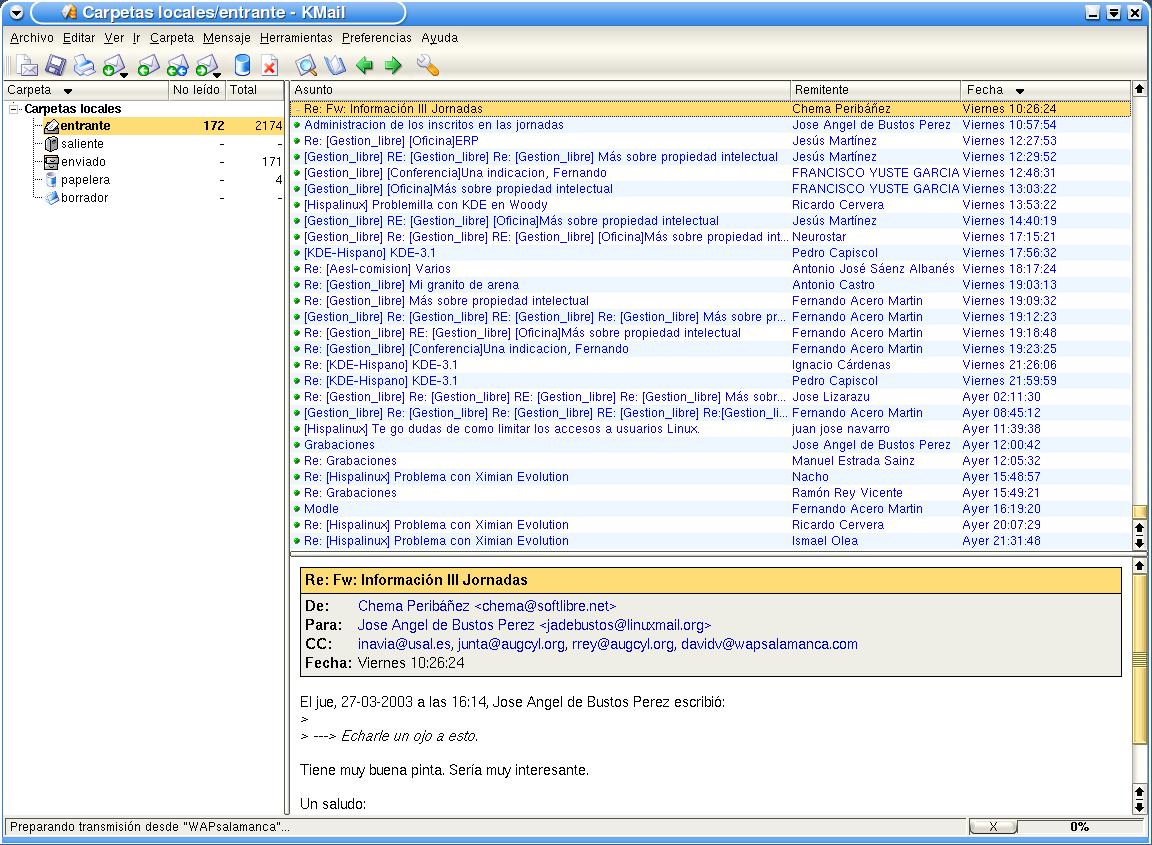 Carpetas locales/entrante - KMail
Archivo Editar Ver Ir Carpeta Mensaje Herramientas Preferencias Ayuda
Carpeta No leído Total
Carpetas locales
entrante 172 2174
saliente - -
enviado - 171
papelera - 4
borrador - -
Asunto Remitente Fecha
Re: Fw: Información III Jornadas Chema Peribáñez Viernes 10:26:24
Administracion de los inscritos en las jornadas Jose Angel de Bustos Perez Viernes 10:57:54
Re: [Gestion_libre] [Oficina]ERP Jesús Martínez Viernes 12:27:53
[Gestion_libre] RE: [Gestion_libre] Re: [Gestion_libre] Más sobre propiedad intelectual Jesús Martínez Viernes 12:29:52
[Gestion_libre] [Conferencia]Una indicacion, Fernando FRANCISCO YUSTE GARCIA Viernes 12:48:31
[Gestion_libre] [Oficina]Más sobre propiedad intelectual FRANCISCO YUSTE GARCIA Viernes 13:03:22
[Hispalinux] Problemilla con KDE en Woody Ricardo Cervera Viernes 13:53:22
[Gestion_libre] RE: [Gestion_libre] [Oficina]Más sobre propiedad intelectual Jesús Martínez Viernes 14:40:19
[Gestion_libre] Re: [Gestion_libre] RE: [Gestion_libre] [Oficina]Más sobre propiedad int... Neurostar Viernes 17:15:21
[KDE-Hispano] KDE-3.1 Pedro Capiscol Viernes 17:56:32
Re: [Aesl-comision] Varios Antonio José Sáenz Albanés Viernes 18:17:24
Re: [Gestion_libre] Mi granito de arena Antonio Castro Viernes 19:03:13
Re: [Gestion_libre] Más sobre propiedad intelectual Fernando Acero Martin Viernes 19:09:32
[Gestion_libre] Re: [Gestion_libre] RE: [Gestion_libre] Re: [Gestion_libre] Más sobre pr... Fernando Acero Martin Viernes 19:12:23
Re: [Gestion_libre] RE: [Gestion_libre] [Oficina]Más sobre propiedad intelectual Fernando Acero Martin Viernes 19:18:48
Re: [Gestion_libre] [Conferencia]Una indicacion, Fernando Fernando Acero Martin Viernes 19:23:25
Re: [KDE-Hispano] KDE-3.1 Ignacio Cárdenas Viernes 21:26:06
Re: [KDE-Hispano] KDE-3.1 Pedro Capiscol Viernes 21:59:59
Re: [Gestion_libre] Re: [Gestion_libre] RE: [Gestion_libre] Re: [Gestion_libre] Más sobr... Jose Lizarazu Ayer 02:11:30
[Gestion_libre] Re: [Gestion_libre] Re: [Gestion_libre] RE: [Gestion_libre] Re:[Gestion_li... Fernando Acero Martin Ayer 08:45:12
[Hispalinux] Te go dudas de como limitar los accesos a usuarios Linux. juan jose navarro Ayer 11:39:38
Grabaciones Jose Angel de Bustos Perez Ayer 12:00:42
Re: Grabaciones Manuel Estrada Sainz Ayer 12:05:32
Re: [Hispalinux] Problema con Ximian Evolution Nacho Ayer 15:48:57
Re: Grabaciones Ramón Rey Vicente Ayer 15:49:21
Modle Fernando Acero Martin Ayer 16:19:20
Re: [Hispalinux] Problema con Ximian Evolution Ricardo Cervera Ayer 20:07:29
Re: [Hispalinux] Problema con Ximian Evolution Ismael Olea Ayer 21:31:48
Re: Fw: Información III Jornadas
De: Chema Peribáñez <chema@softlibre.net>
Para: Jose Angel de Bustos Perez <jadebustos@linuxmail.org>
CC: inavia@usal.es, junta@augcyl.org, rrey@augcyl.org, davidv@wapsalamanca.com
Fecha: Viernes 10:26:24
El jue, 27-03-2003 a las 16:14, Jose Angel de Bustos Perez escribió:
>
> ---> Echarle un ojo a esto.
Tiene muy buena pinta. Sería muy interesante.
Un saludo:
Preparando transmisión desde "WAPsalamanca"... X 0%